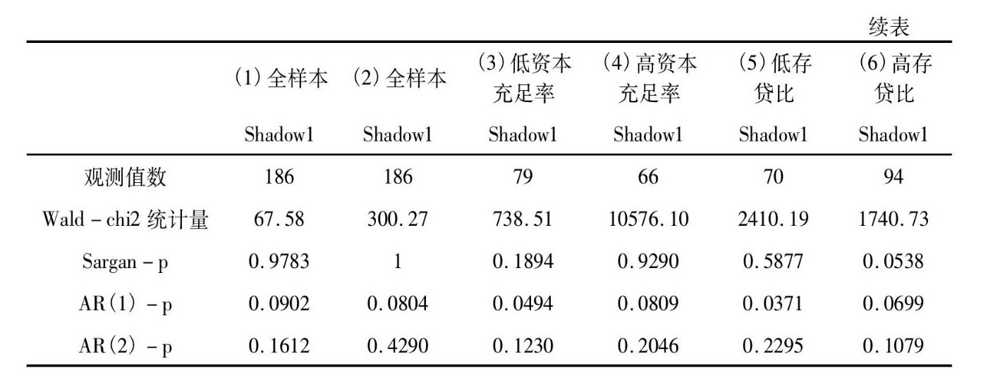 续表
(1)全样本 (2)全样本 (3)低资本 (4)高资本 (5)低存 (6)高存
充足率 充足率 贷比 贷比
Shadow1 Shadow1 Shadow1 Shadow1 Shadow1 Shadow1
观测值数 186 186 79 66 70 94
Wald-chi2 统计量 67.58 300.27 738.51 10576.10 2410.19 1740.73
Sargan-p 0.9783 1 0.1894 0.9290 0.5877 0.0538
AR(1)-p 0.0902 0.0804 0.0494 0.0809 0.0371 0.0699
AR(2)-p 0.1612 0.4290 0.1230 0.2046 0.2295 0.1079